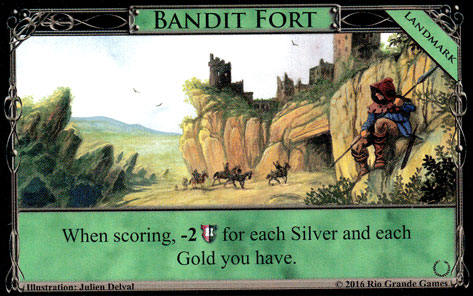 BANDIT FORT
LANDMARK
When scoring, -2 for each Silver and each
Gold you have.
Illustration: Julien Delval
© 2016 Rio Grande Games